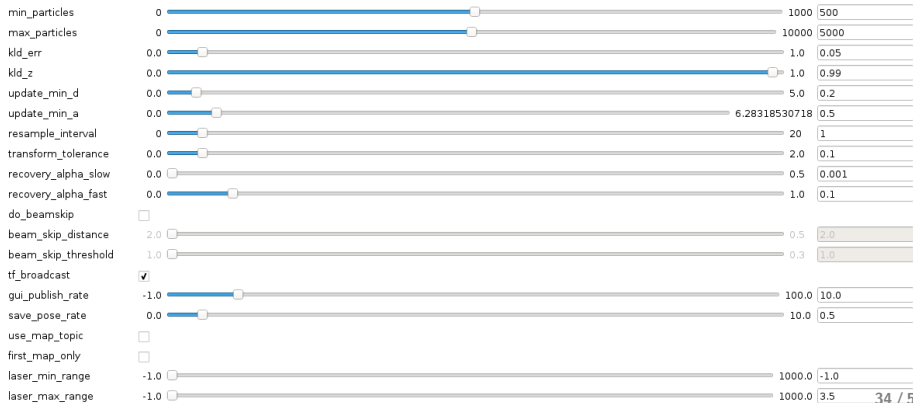 min_particles 0 1000 500
max_particles 0 10000 5000
kld_err 0.0 1.0 0.05
kld_z 0.0 1.0 0.99
update_min_d 0.0 5.0 0.2
update_min_a 0.0 6.28318530718 0.5
resample_interval 0 20 1
transform_tolerance 0.0 2.0 0.1
recovery_alpha_slow 0.0 0.5 0.001
recovery_alpha_fast 0.0 1.0 0.1
do_beamskip
beam_skip_distance 2.0 0.5 2.0
beam_skip_threshold 1.0 0.3 1.0
tf_broadcast
gui_publish_rate -1.0 100.0 10.0
save_pose_rate 0.0 10.0 0.5
use_map_topic
first_map_only
laser_min_range -1.0 1000.0 -1.0
laser_max_range -1.0 1000.0 3.5
34 / 5